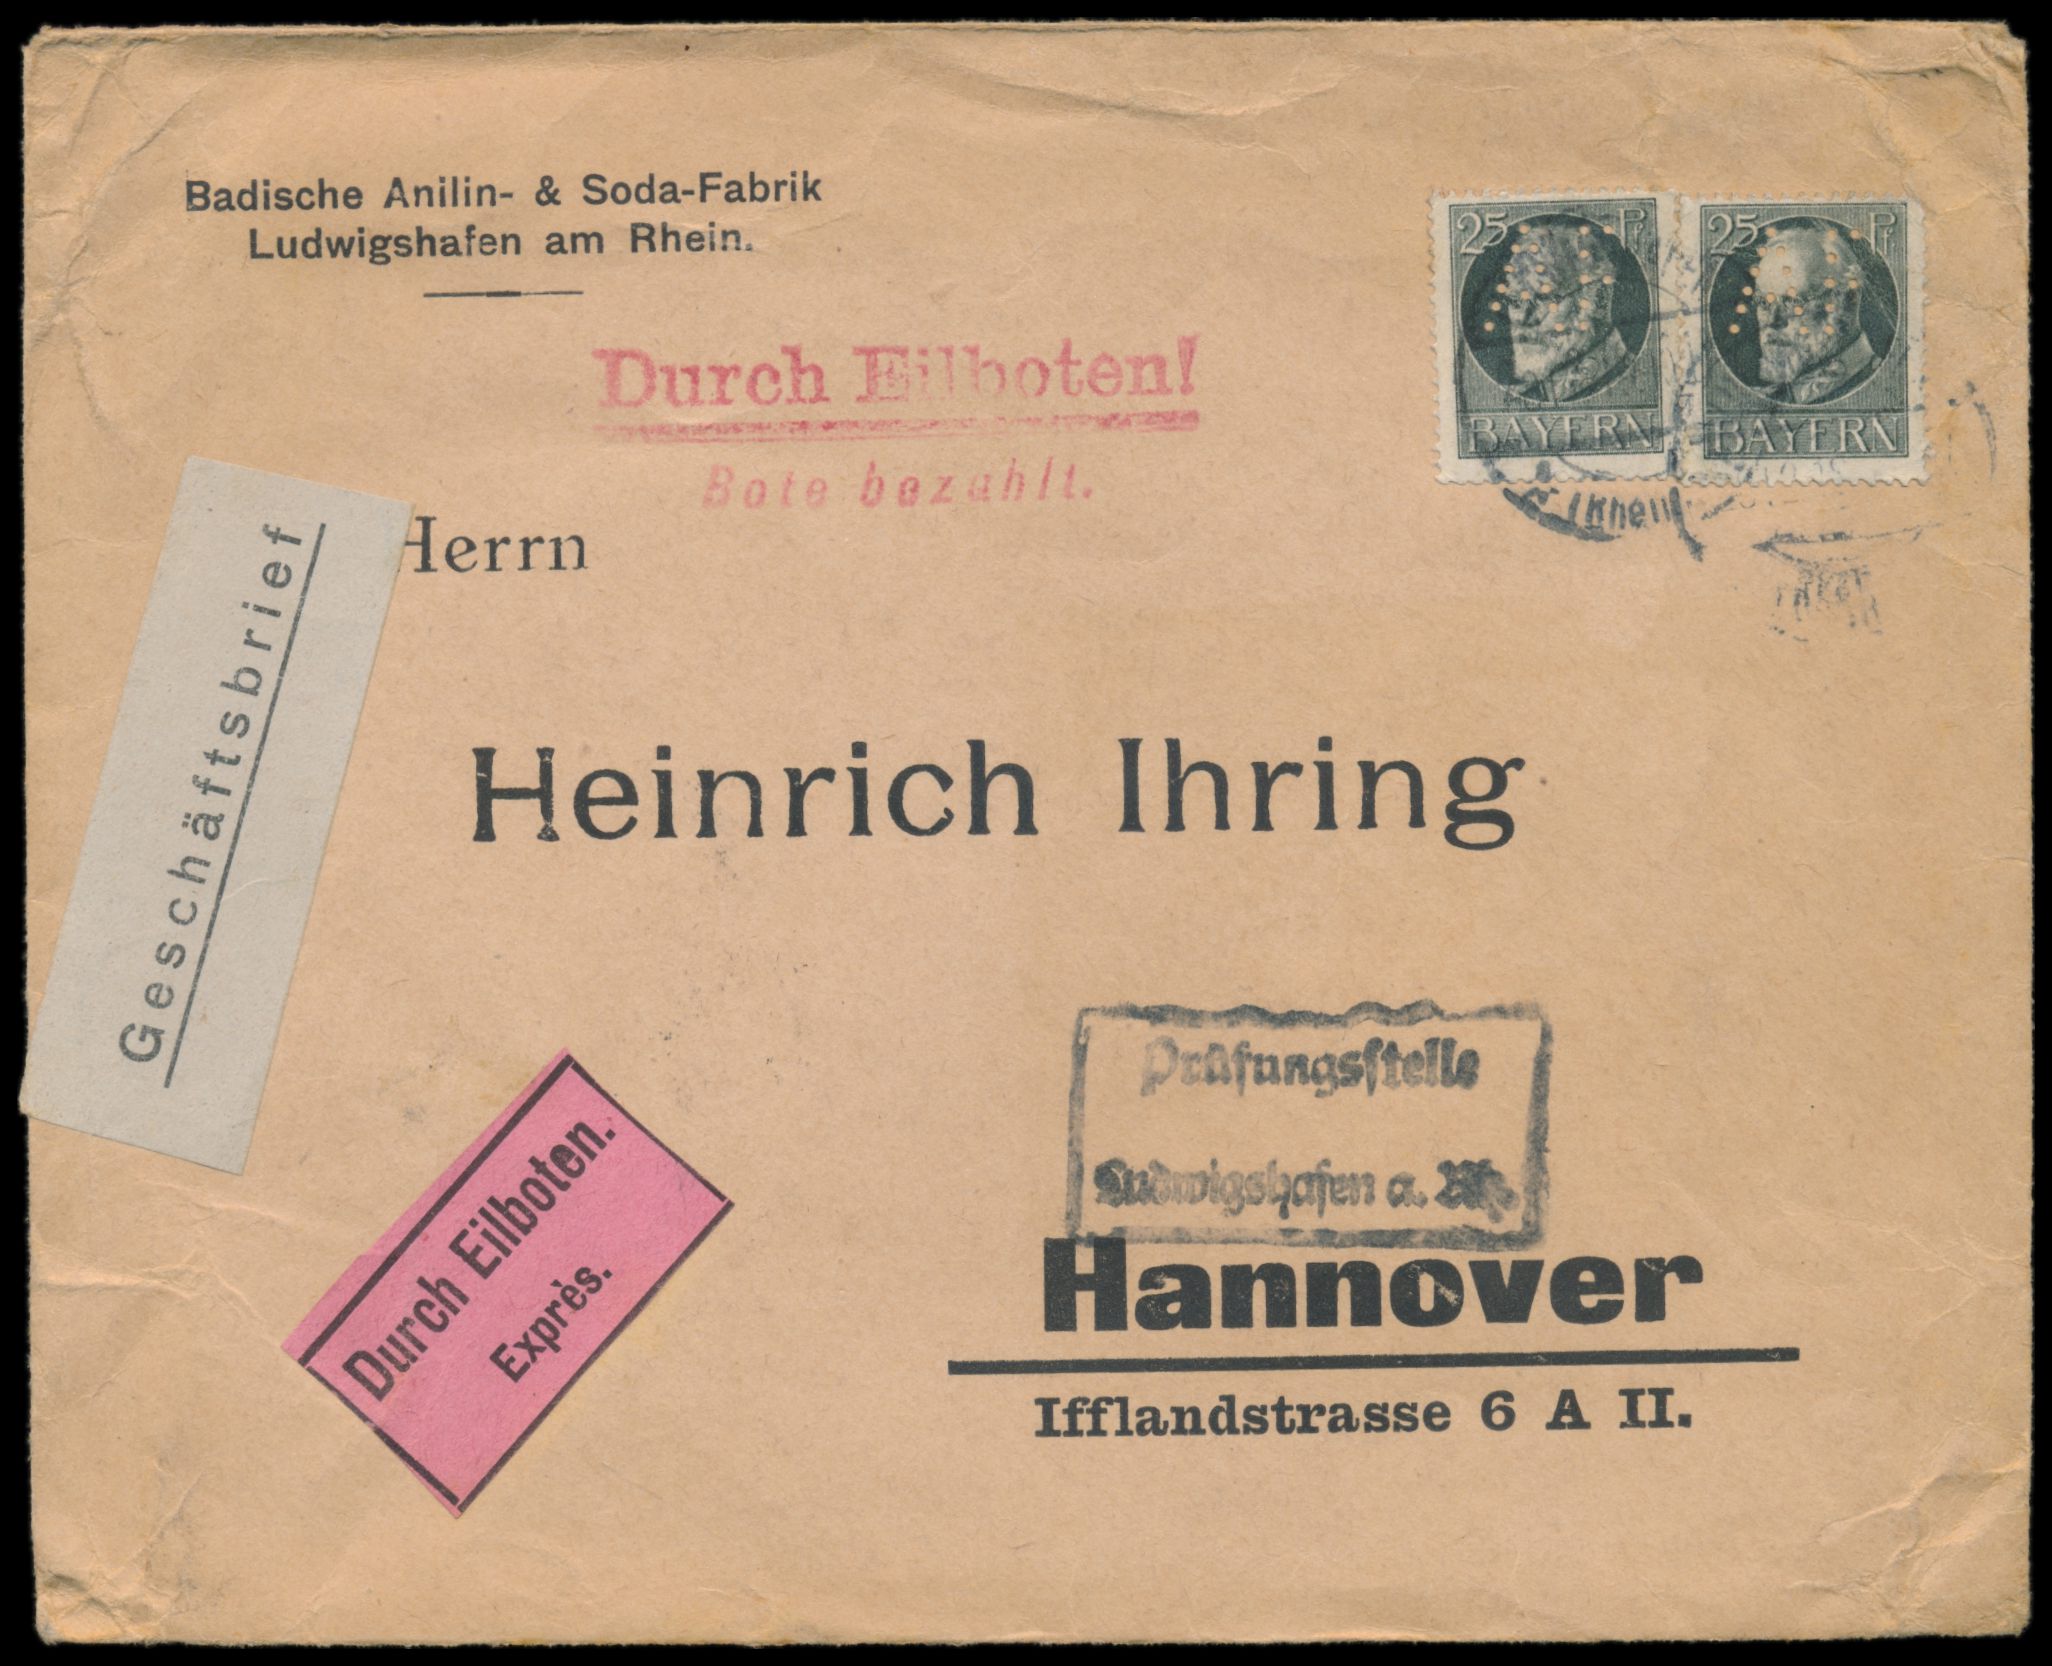 Badische Anilin- & Soda-Fabrik
Ludwigshafen am Rhein.
25 Pf
BAYERN
25 Pf
BAYERN
Durch Eilboten!
Bote bezahlt.
(Rhein)
Herrn
Geschäftsbrief
Heinrich Ihring
Prüfungsstelle
Ludwigshafen a. Rh.
Durch Eilboten.
Exprès.
Hannover
Ifflandstrasse 6 A II.